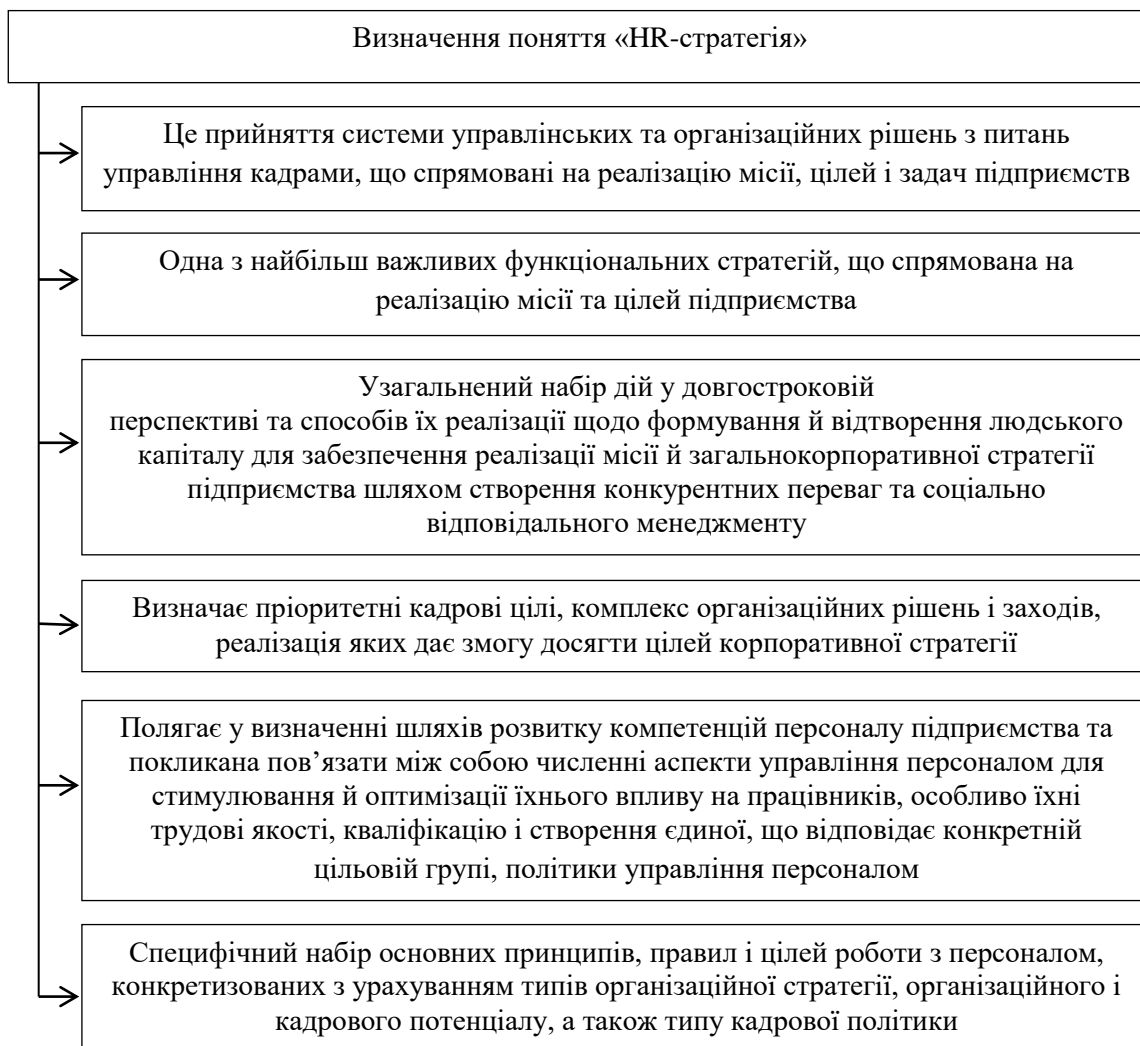 Визначення поняття «HR-стратегія»
Це прийняття системи управлінських та організаційних рішень з питань
управління кадрами, що спрямовані на реалізацію місії, цілей і задач підприємств
Одна з найбільш важливих функціональних стратегій, що спрямована на
реалізацію місії та цілей підприємства
Узагальнений набір дій у довгостроковій
перспективі та способів їх реалізації щодо формування й відтворення людського
капіталу для забезпечення реалізації місії й загальнокорпоративної стратегії
підприємства шляхом створення конкурентних переваг та соціально
відповідального менеджменту
Визначає пріоритетні кадрові цілі, комплекс організаційних рішень і заходів,
реалізація яких дає змогу досягти цілей корпоративної стратегії
Полягає у визначенні шляхів розвитку компетенцій персоналу підприємства та
покликана пов’язати між собою численні аспекти управління персоналом для
стимулювання й оптимізації їхнього впливу на працівників, особливо їхні
трудові якості, кваліфікацію і створення єдиної, що відповідає конкретній
цільовій групі, політики управління персоналом
Специфічний набір основних принципів, правил і цілей роботи з персоналом,
конкретизованих з урахуванням типів організаційної стратегії, організаційного і
кадрового потенціалу, а також типу кадрової політики